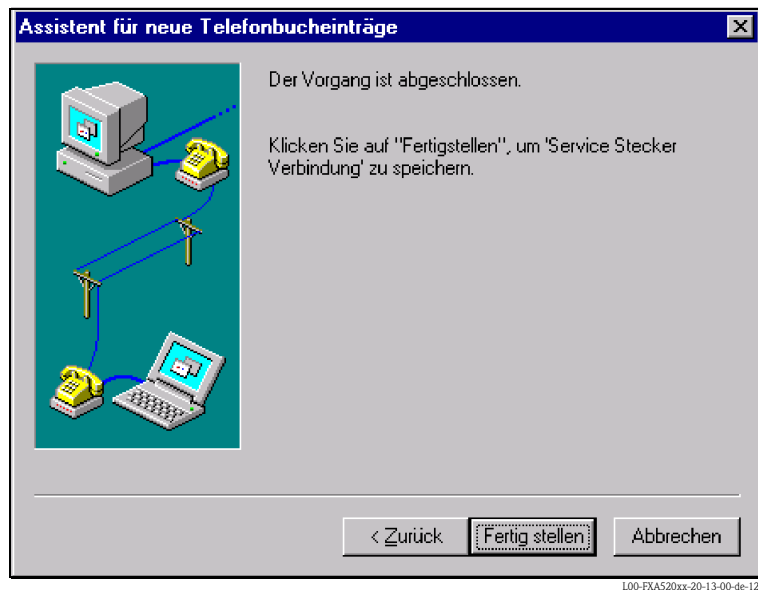 Assistent für neue Telefonbucheinträge
Der Vorgang ist abgeschlossen.
Klicken Sie auf "Fertigstellen", um 'Service Stecker
Verbindung' zu speichern.
< Zurück
Fertig stellen
Abbrechen
L00-FXA520xx-20-13-00-de-12